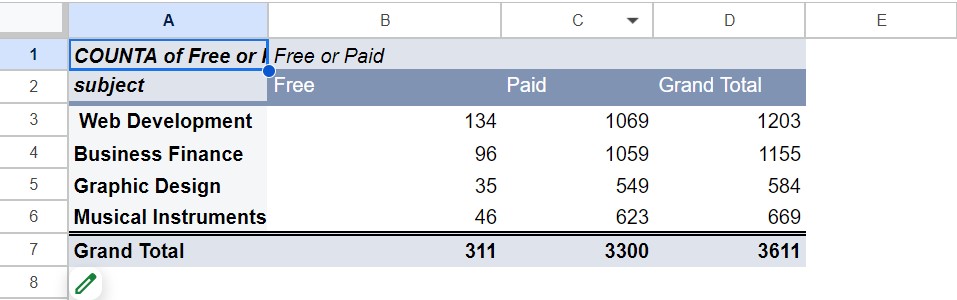 A B C D E
1 COUNTA of Free or Free or Paid
2 subject Free Paid Grand Total
3 Web Development 134 1069 1203
4 Business Finance 96 1059 1155
5 Graphic Design 35 549 584
6 Musical Instruments 46 623 669
7 Grand Total 311 3300 3611
8